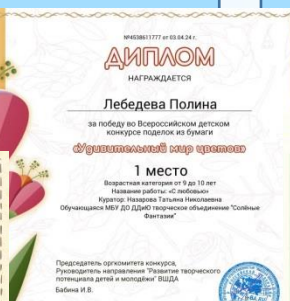 №4538611777 от 03.04.24 г.
ДИПЛОМ
НАГРАЖДАЕТСЯ
Лебедева Полина
за победу во Всероссийском детском
конкурсе поделок из бумаги
«Удивительный мир цветов»
1 место
Возрастная категория от 9 до 10 лет
Название работы: «С любовью»
Куратор: Назарова Татьяна Николаевна
Обучающаяся МБУ ДО ДДиЮ творческое объединение "Солёные
Фантазии"
Председатель оргкомитета конкурса,
Руководитель направления "Развитие творческого
потенциала детей и молодёжи" ВШДА
Бабина И.В.